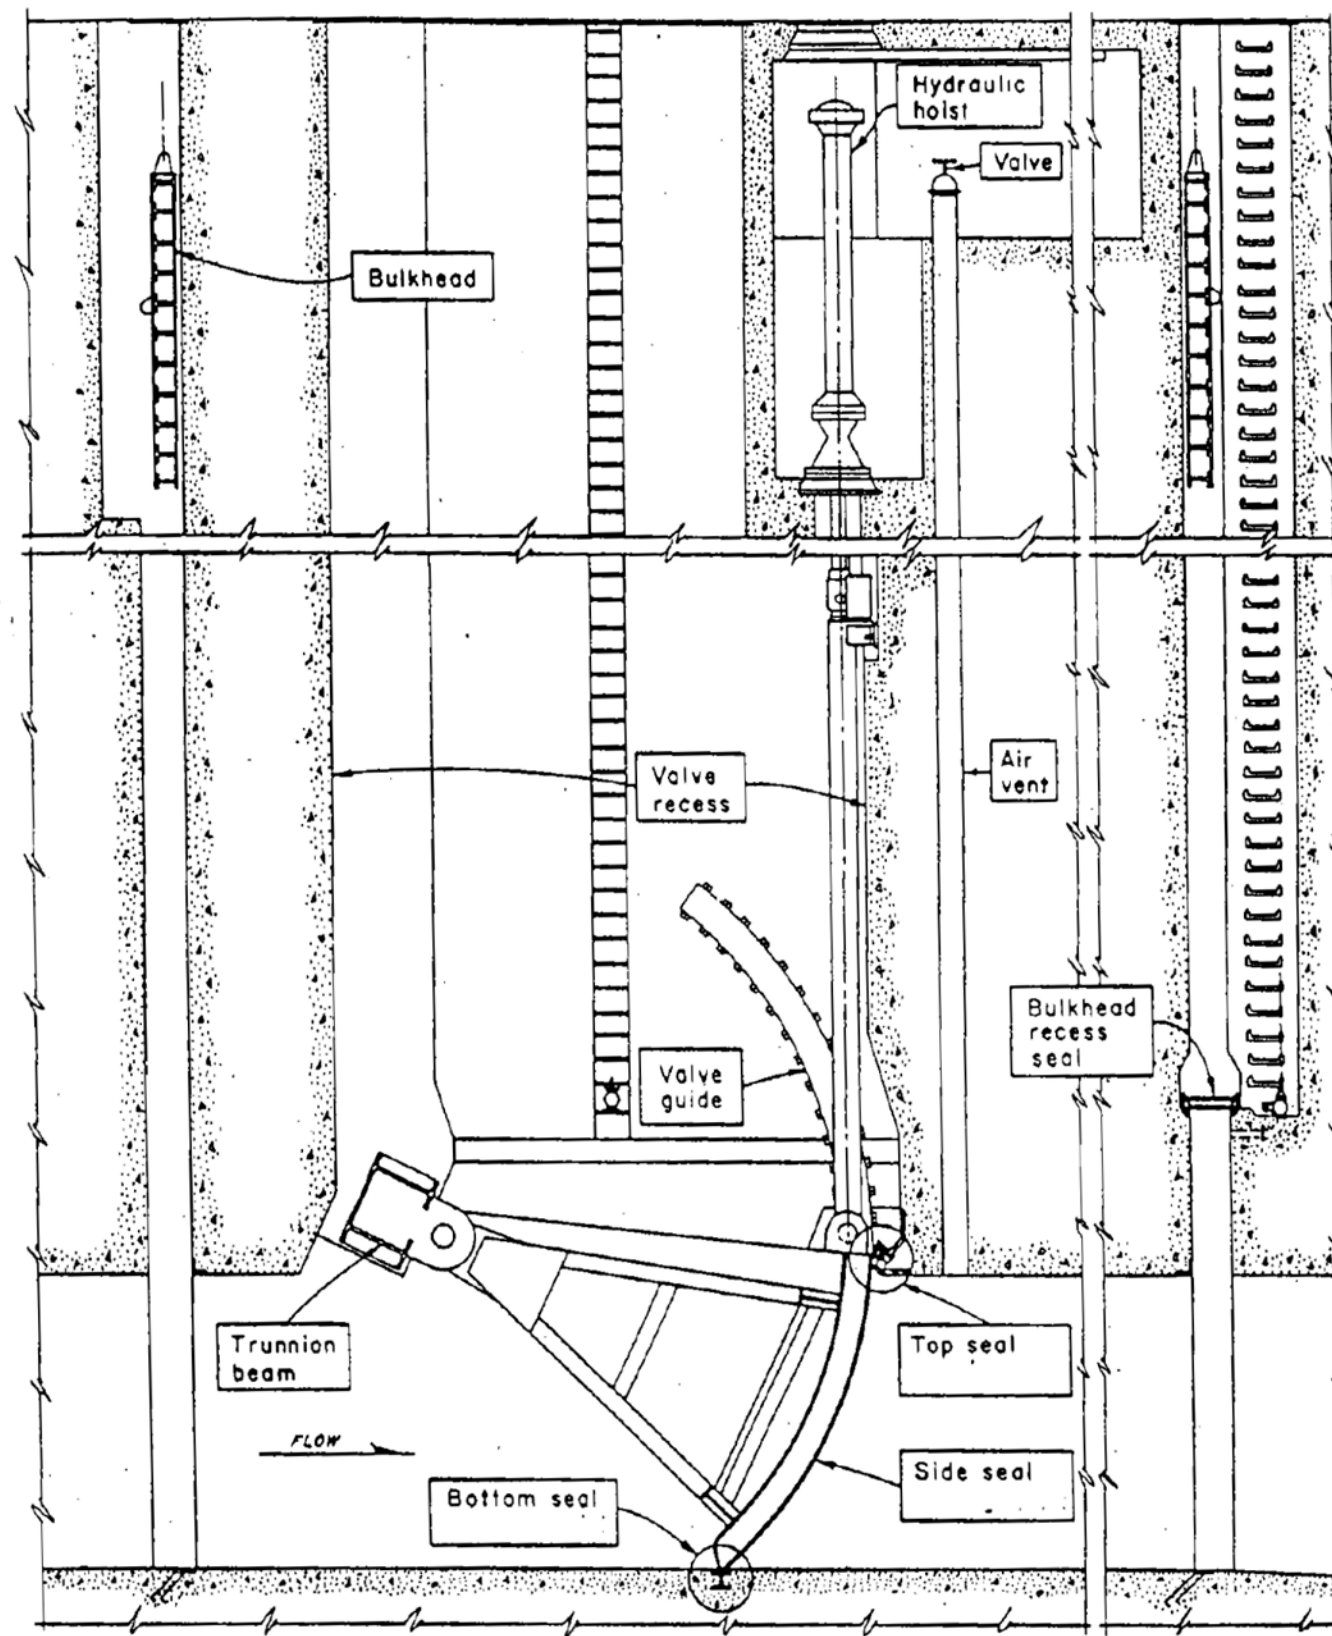 Hydraulic
hoist
Valve
Bulkhead
Valve
recess
Air
vent
Bulkhead
recess
seal
Valve
guide
Trunnion
beam
Top seal
FLOW
Side seal
Bottom seal